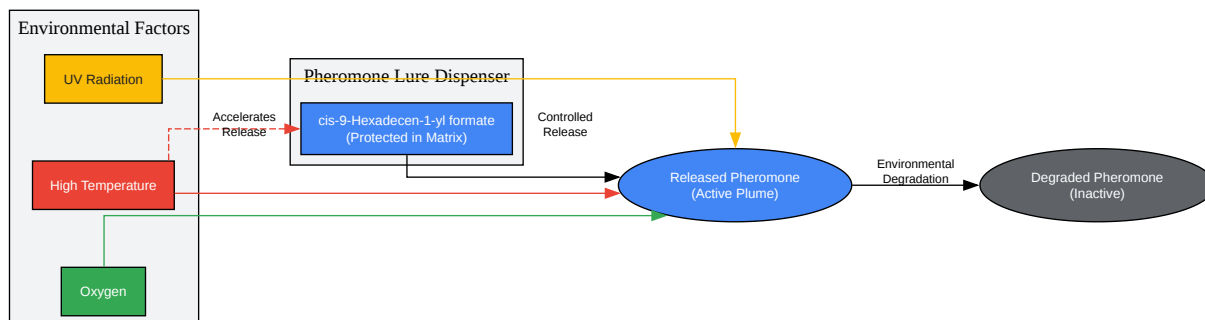 Environmental Factors
UV Radiation
High Temperature
Oxygen
Accelerates
Release
Pheromone Lure Dispenser
cis-9-Hexadecen-1-yl formate
(Protected in Matrix)
Controlled
Release
Released Pheromone
(Active Plume)
Environmental
Degradation
Degraded Pheromone
(Inactive)